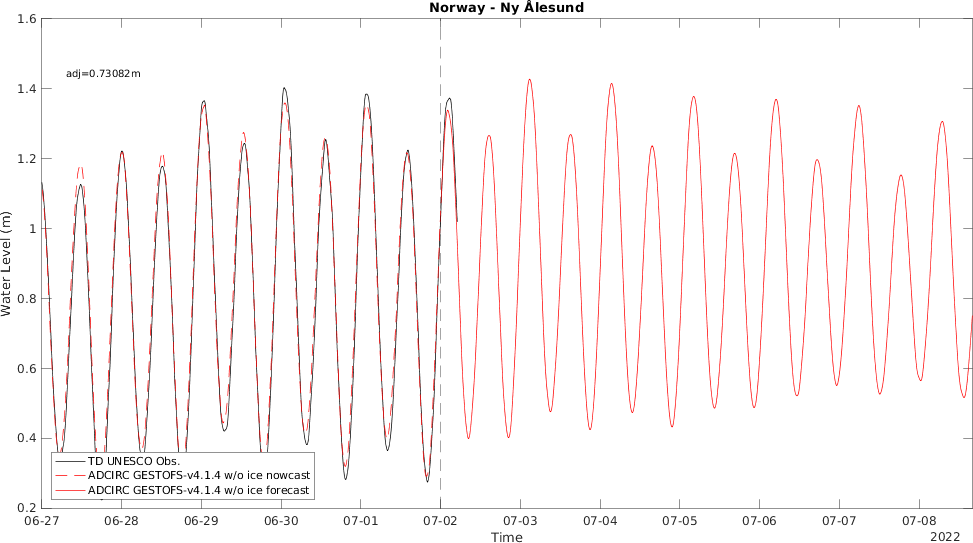 Norway - Ny Ålesund
1.6
adj=0.73082m
1.4
1.2
1
0.8
0.6
0.4
0.2
Water Level (m)
TD UNESCO Obs.
ADCIRC GESTOFS-v4.1.4 w/o ice nowcast
ADCIRC GESTOFS-v4.1.4 w/o ice forecast
06-27 06-28 06-29 06-30 07-01 07-02 07-03 07-04 07-05 07-06 07-07 07-08
Time
2022